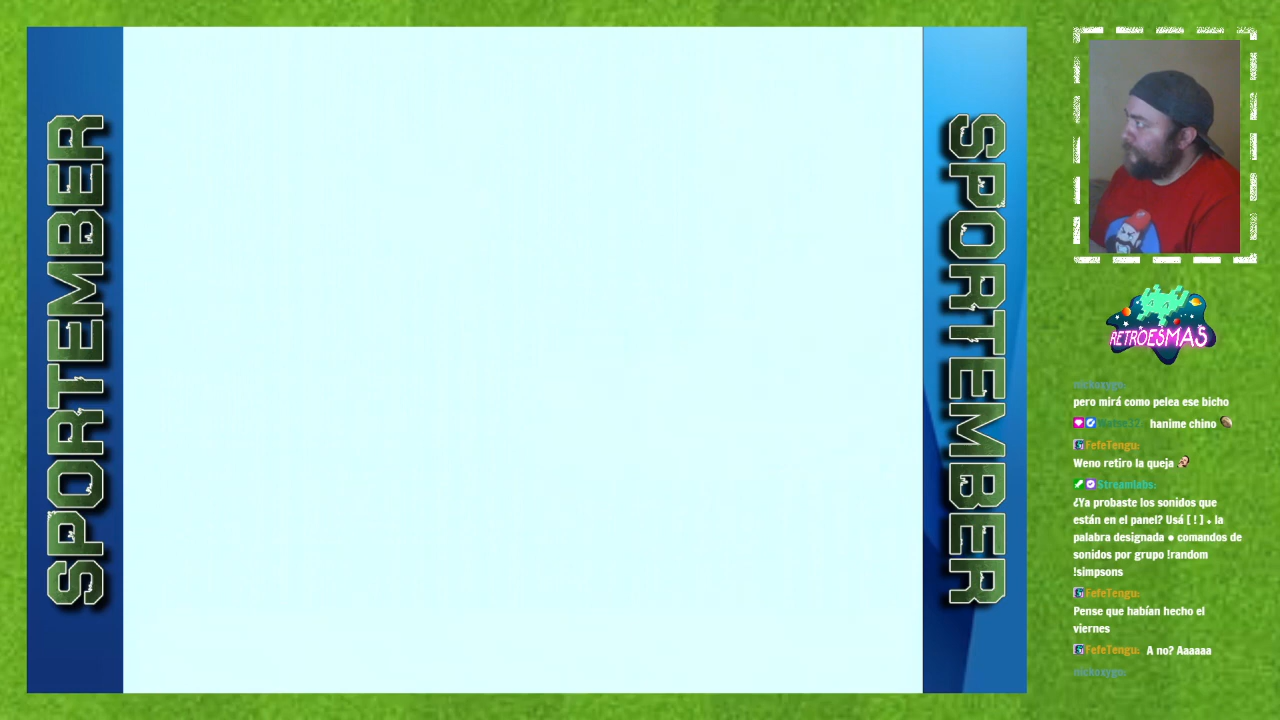 SPORTEMBER
SPORTEMBER
RETROESMAS
nickoxygo:
pero mirá como pelea ese bicho
hanime chino
FefeTengu:
Weno retiro la queja
Streamlabs:
¿Ya probaste los sonidos que
están en el panel? Usá [ ! ] + la
palabra designada ● comandos de
sonidos por grupo !random
!simpsons
FefeTengu:
Pense que habían hecho el
viernes
FefeTengu: A no? Aaaaaa
nickoxygo: